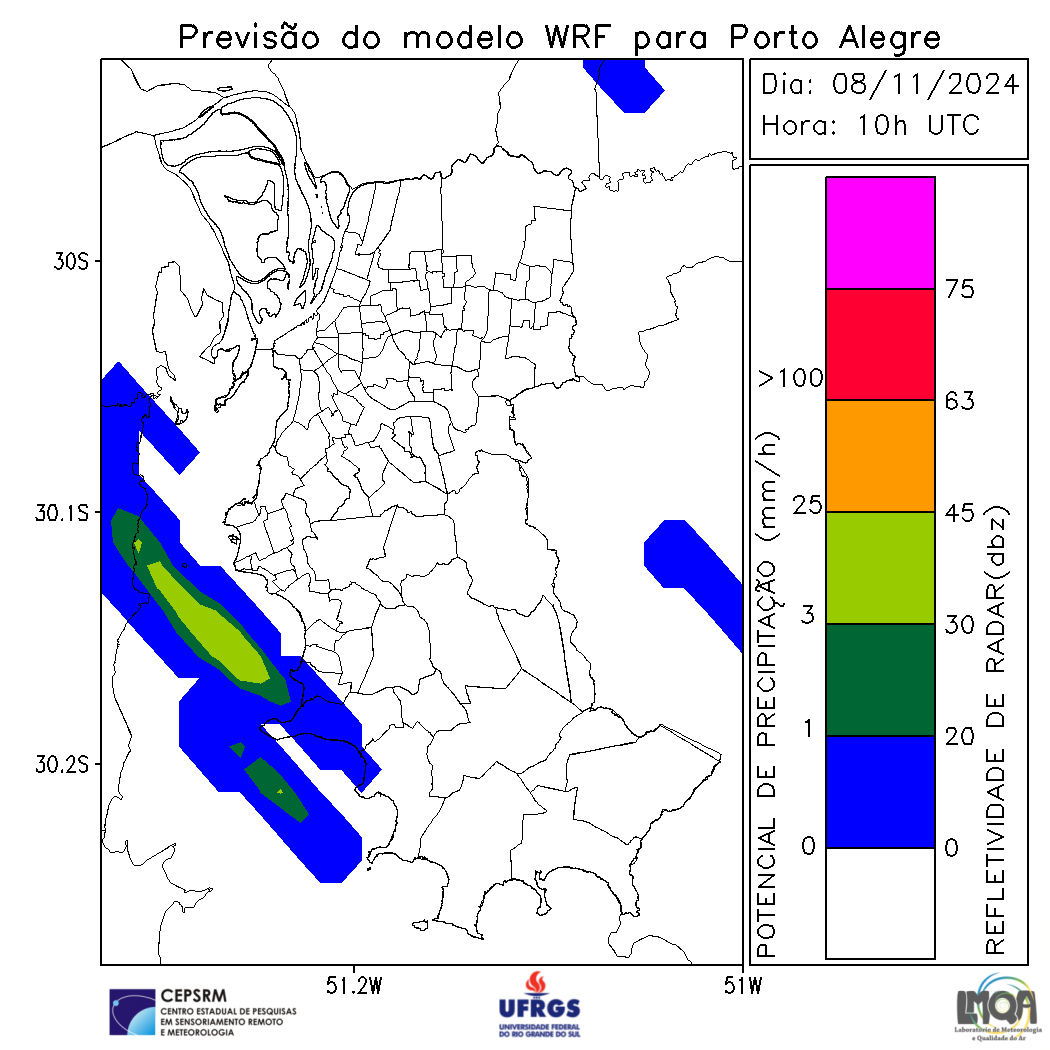 Previsão do modelo WRF para Porto Alegre
Dia: 08/11/2024
Hora: 10h UTC
30S
30.1S
30.2S
51.2W
51W
POTENCIAL DE PRECIPITAÇÃO (mm/h)
>100
25
3
1
0
75
63
45
30
20
0
REFLETIVIDADE DE RADAR(dbz)
CEPSRM
CENTRO ESTADUAL DE PESQUISAS
EM SENSORIAMENTO REMOTO
E METEOROLOGIA
UFRGS
UNIVERSIDADE FEDERAL
DO RIO GRANDE DO SUL
LMQA
Laboratório de Meteorologia
e Qualidade do Ar